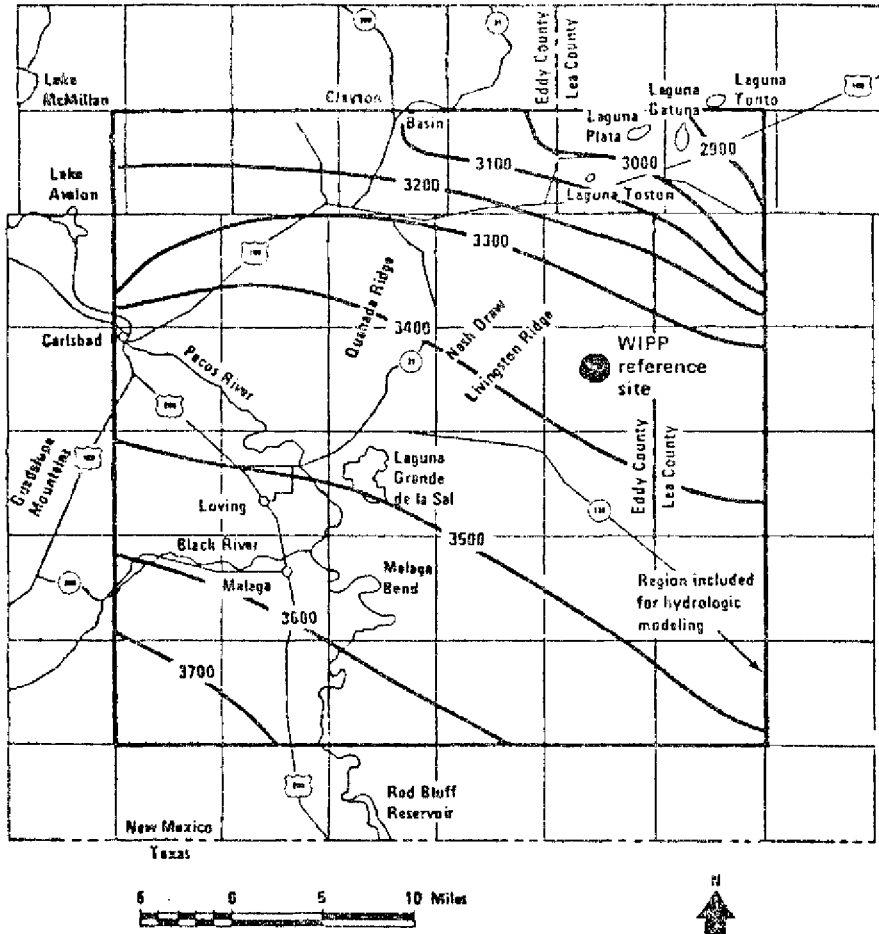 Lake
McMillan
Clayton
Basin
Eddy County
Lea County
Laguna
Plata
Laguna
Gatuna
Laguna
Tonto
Laguna Toston
2900
3000
3100
3200
3300
Lake
Avalon
Carlsbad
Pecos River
Quahada Ridge
3400
Nash Draw
Livingston Ridge
WIPP
reference
site
Guadalupe
Mountains
Loving
Laguna
Grande
de la Sal
Eddy County
Lea County
3500
Black River
Malaga
Malaga
Bend
Region included
for hydrologic
modeling
3600
3700
Red Bluff
Reservoir
New Mexico
Texas
5 0 5 10 Miles
N